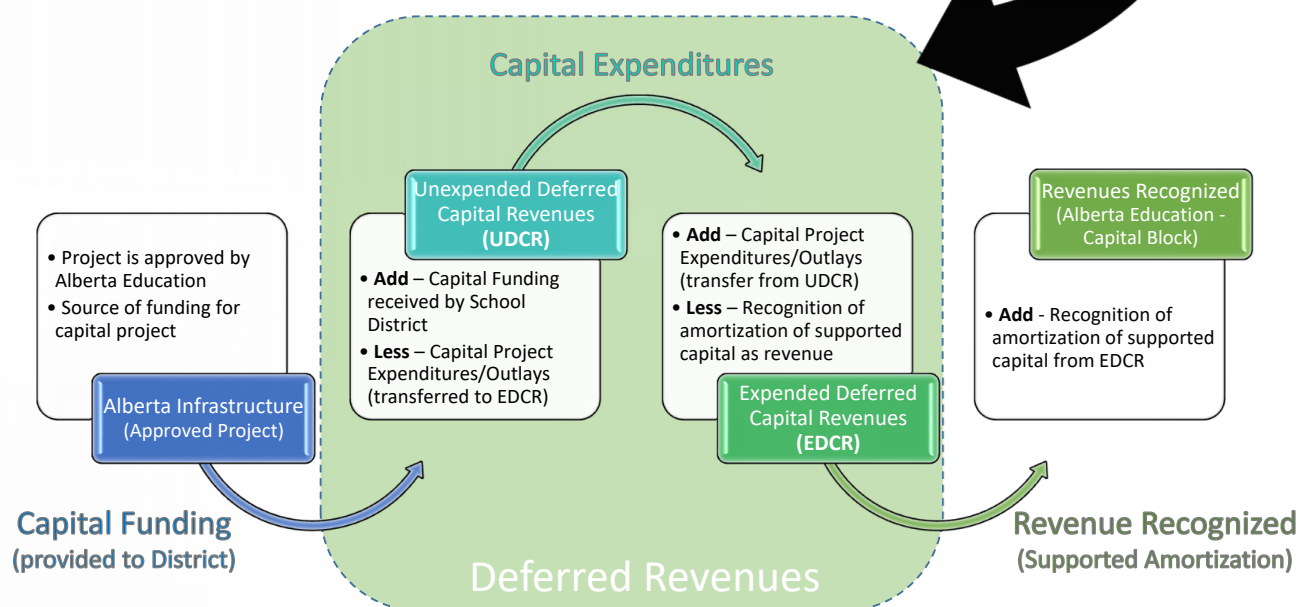 Capital Expenditures
• Project is approved by
Alberta Education
• Source of funding for
capital project
Alberta Infrastructure
(Approved Project)
Capital Funding
(provided to District)
Unexpended Deferred
Capital Revenues
(UDCR)
• Add – Capital Funding
received by School
District
• Less – Capital Project
Expenditures/Outlays
(transferred to EDCR)
• Add – Capital Project
Expenditures/Outlays
(transfer from UDCR)
• Less – Recognition of
amortization of supported
capital as revenue
Expended Deferred
Capital Revenues
(EDCR)
Revenues Recognized
(Alberta Education -
Capital Block)
• Add - Recognition of
amortization of supported
capital from EDCR
Revenue Recognized
(Supported Amortization)
Deferred Revenues